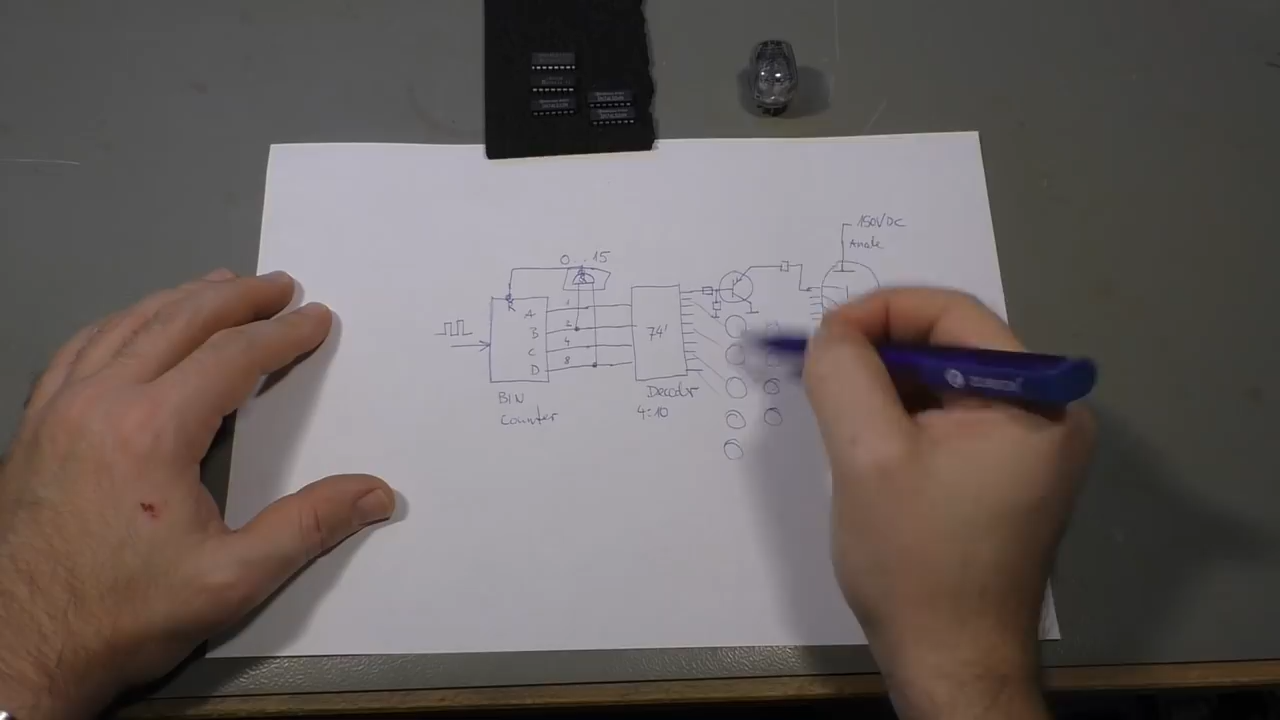 150VDC
Anode
0...15
R
A
B
C
D
1
2
4
8
74'
BIN
Counter
Decoder
4:10